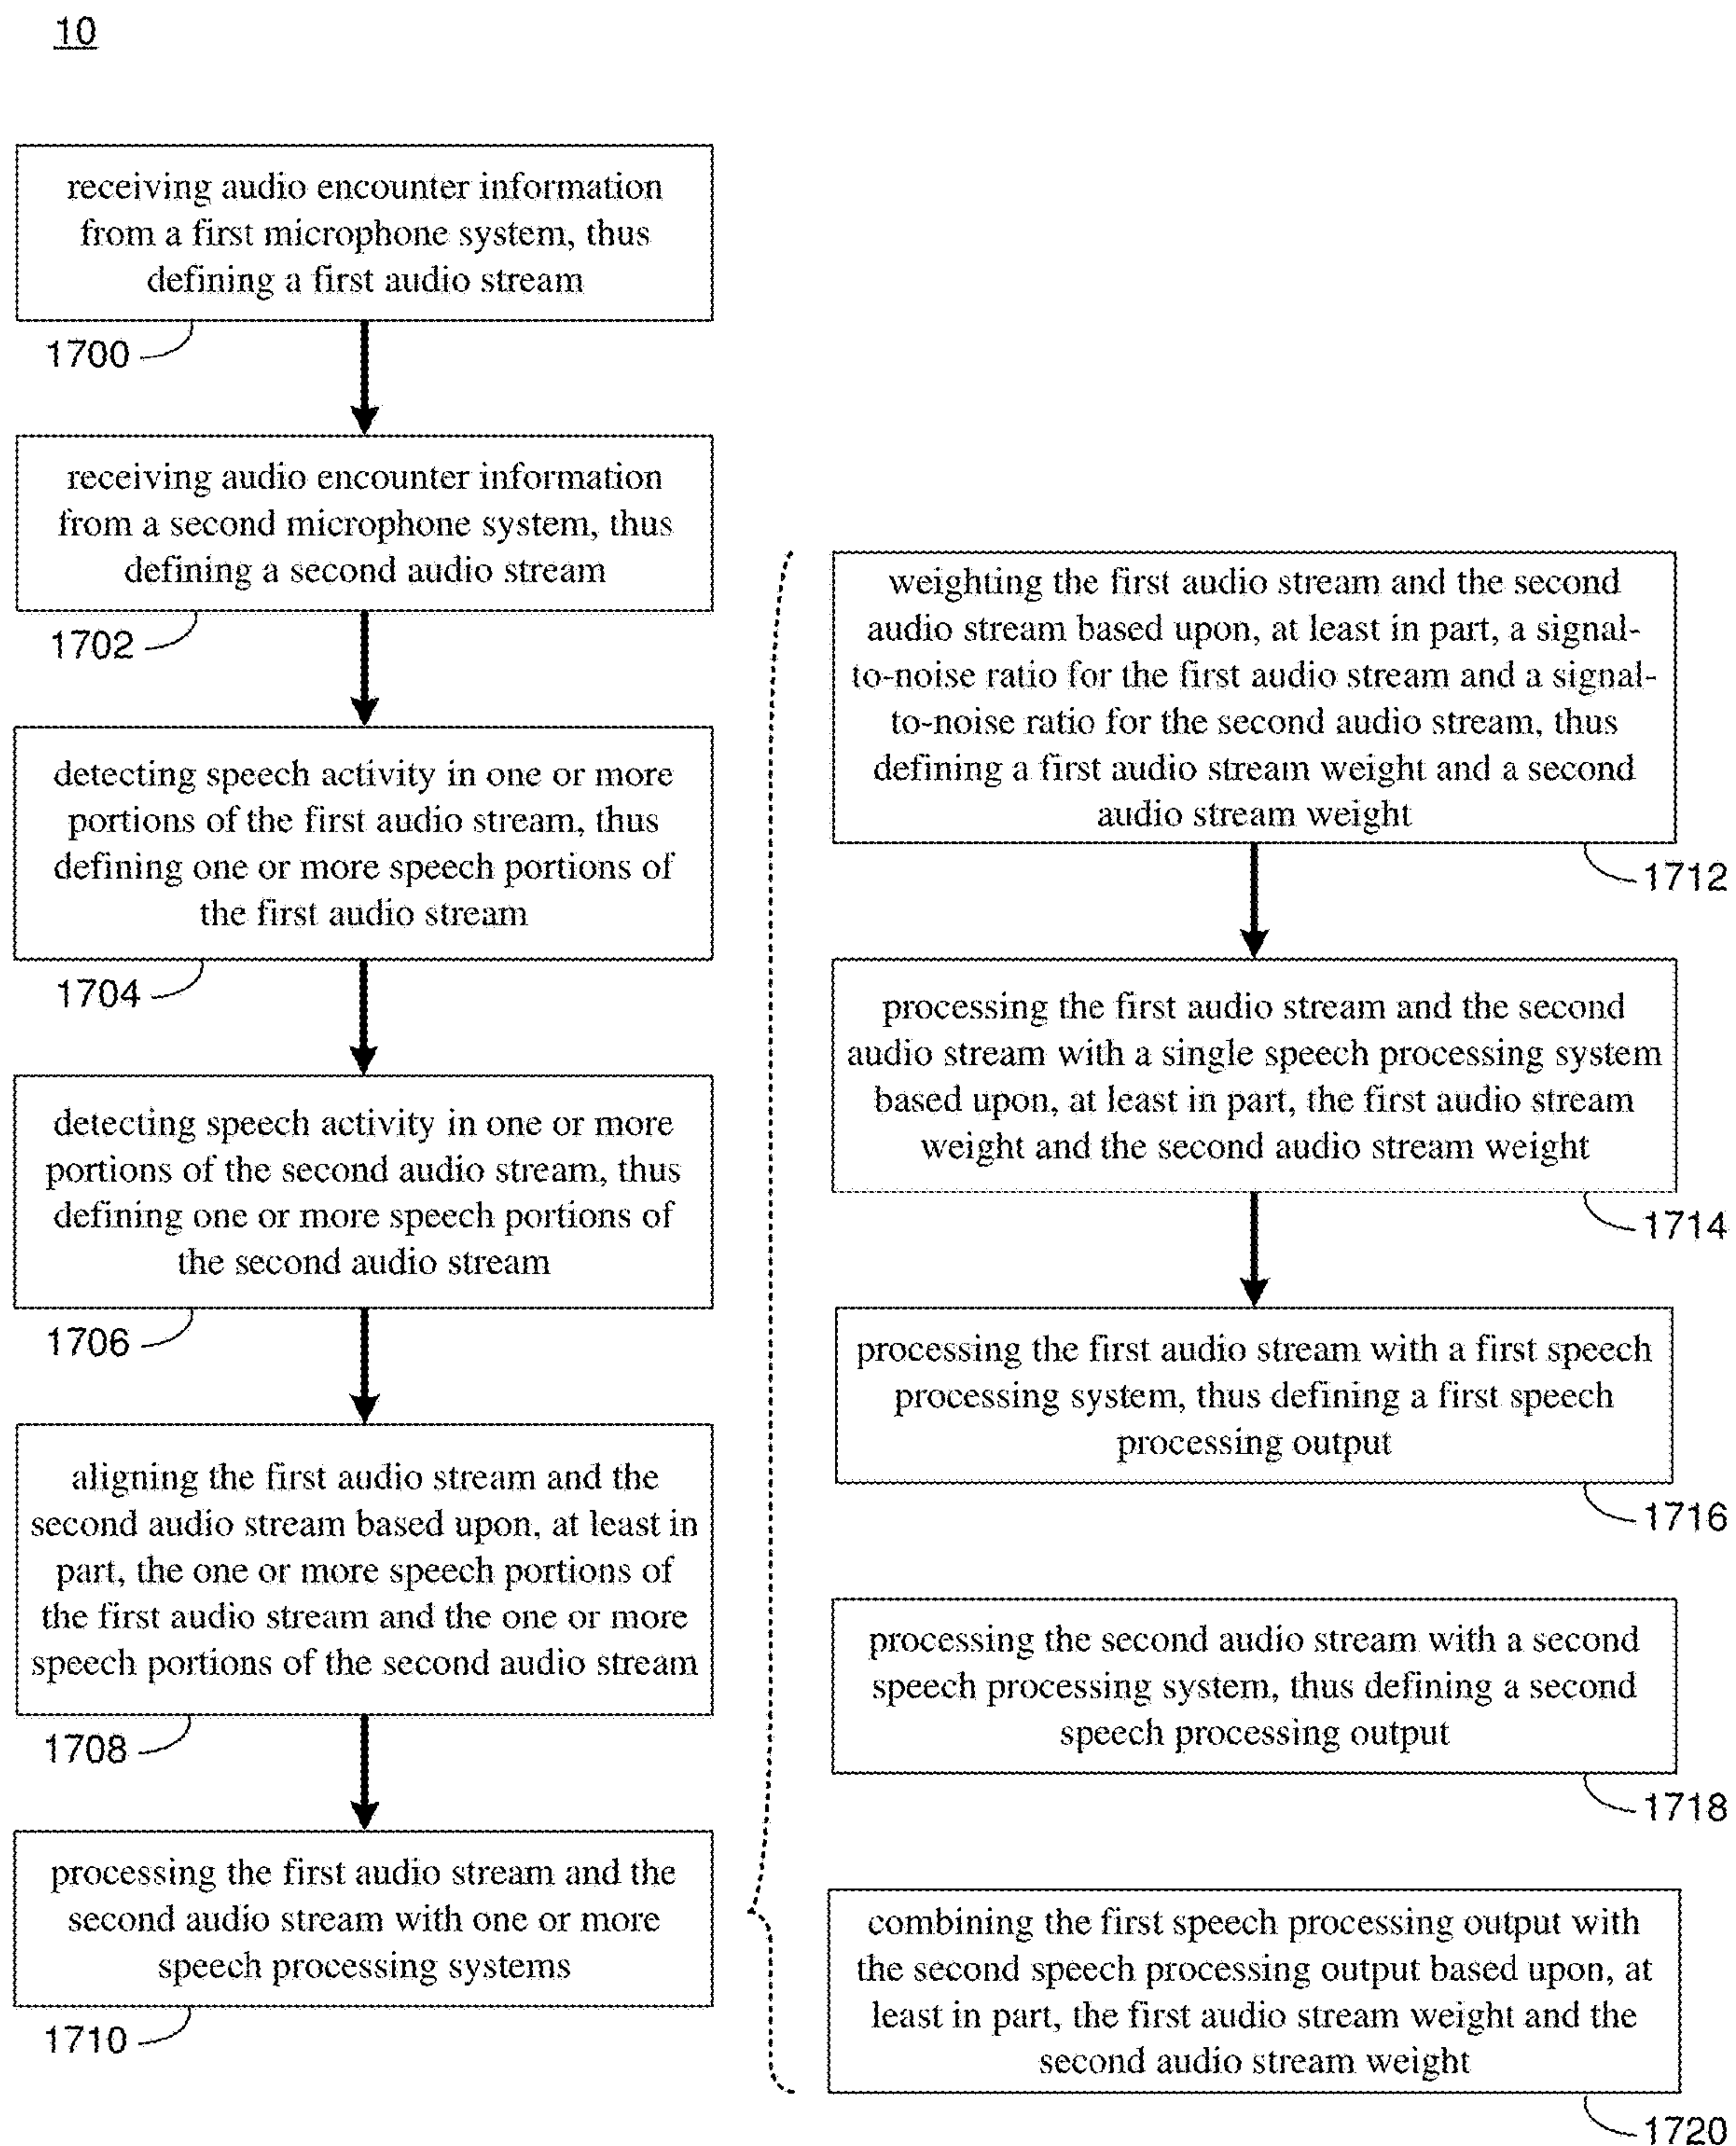 10
receiving audio encounter information
from a first microphone system, thus
defining a first audio stream
1700
receiving audio encounter information
from a second microphone system, thus
defining a second audio stream
1702
detecting speech activity in one or more
portions of the first audio stream, thus
defining one or more speech portions of
the first audio stream
1704
detecting speech activity in one or more
portions of the second audio stream, thus
defining one or more speech portions of
the second audio stream
1706
aligning the first audio stream and the
second audio stream based upon, at least in
part, the one or more speech portions of
the first audio stream and the one or more
speech portions of the second audio stream
1708
processing the first audio stream and the
second audio stream with one or more
speech processing systems
1710
weighting the first audio stream and the second
audio stream based upon, at least in part, a signal-
to-noise ratio for the first audio stream and a signal-
to-noise ratio for the second audio stream, thus
defining a first audio stream weight and a second
audio stream weight
1712
processing the first audio stream and the second
audio stream with a single speech processing system
based upon, at least in part, the first audio stream
weight and the second audio stream weight
1714
processing the first audio stream with a first speech
processing system, thus defining a first speech
processing output
1716
processing the second audio stream with a second
speech processing system, thus defining a second
speech processing output
1718
combining the first speech processing output with
the second speech processing output based upon, at
least in part, the first audio stream weight and the
second audio stream weight
1720